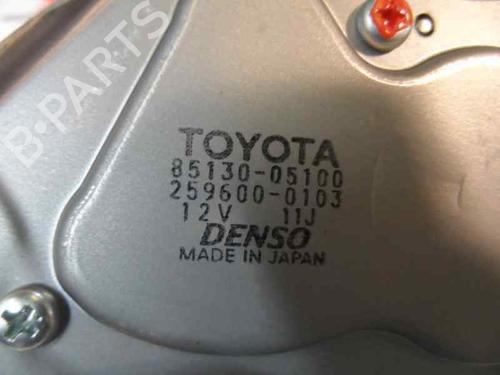 B-PARTS
O
TOYOTA
85130-05100
259600-0103
12V 11J
DENSO
MADE IN JAPAN